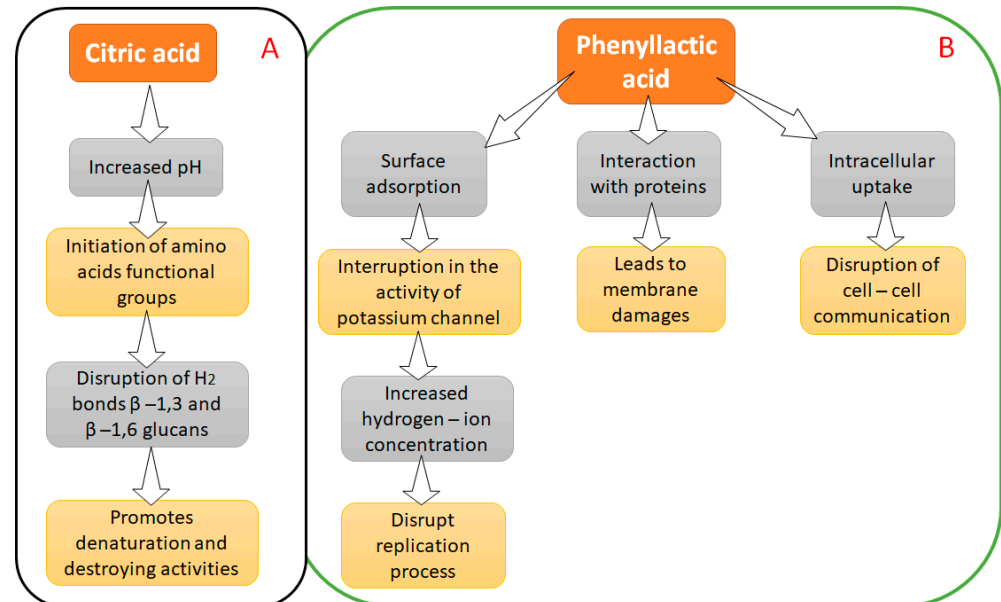 Citric acid
A
Increased pH
Initiation of amino
acids functional
groups
Disruption of H2
bonds β –1,3 and
β –1,6 glucans
Promotes
denaturation and
destroying activities
Phenyllactic
acid
B
Surface
adsorption
Interruption in the
activity of
potassium channel
Increased
hydrogen – ion
concentration
Disrupt
replication
process
Interaction
with proteins
Leads to
membrane
damages
Intracellular
uptake
Disruption of
cell – cell
communication